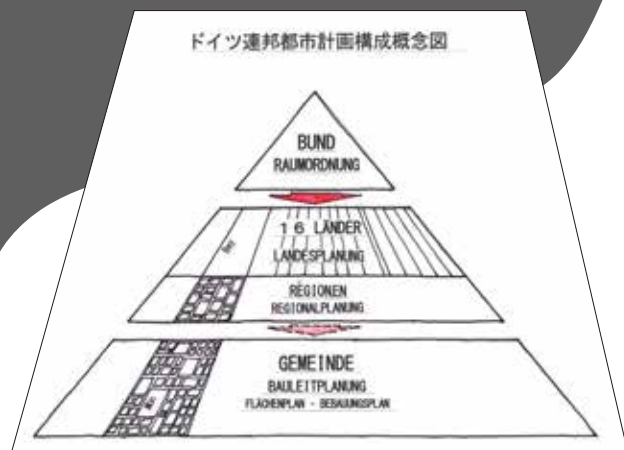 ドイツ連邦都市計画構成概念図
BUND
RAUMORDNUNG
16 LÄNDER
LANDESPLANUNG
REGIONEN
REGIONALPLANUNG
GEMEINDE
BAULEITPLANUNG
FLÄCHENPLAN - BEBAUUNGSPLAN